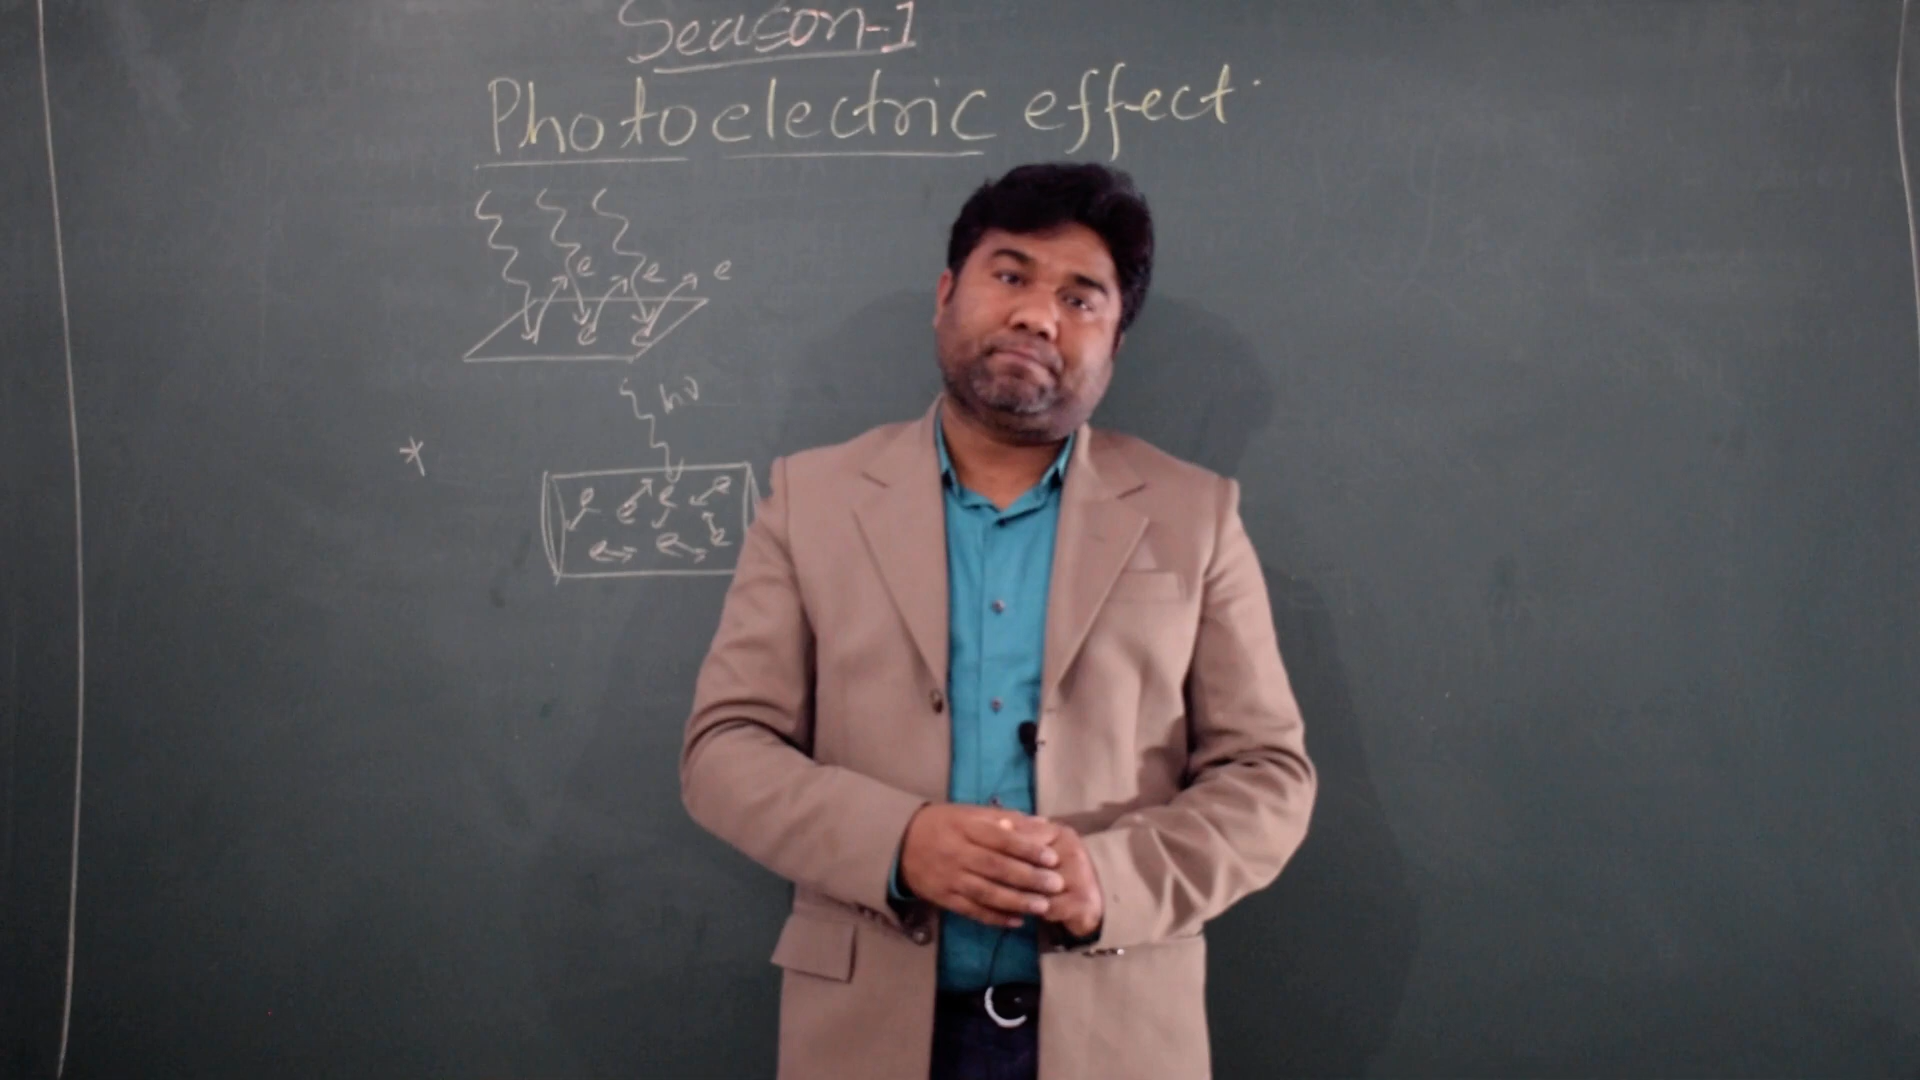 Season-1
Photoelectric effect.
e e e
e e
hν
*
e e e e
e e e